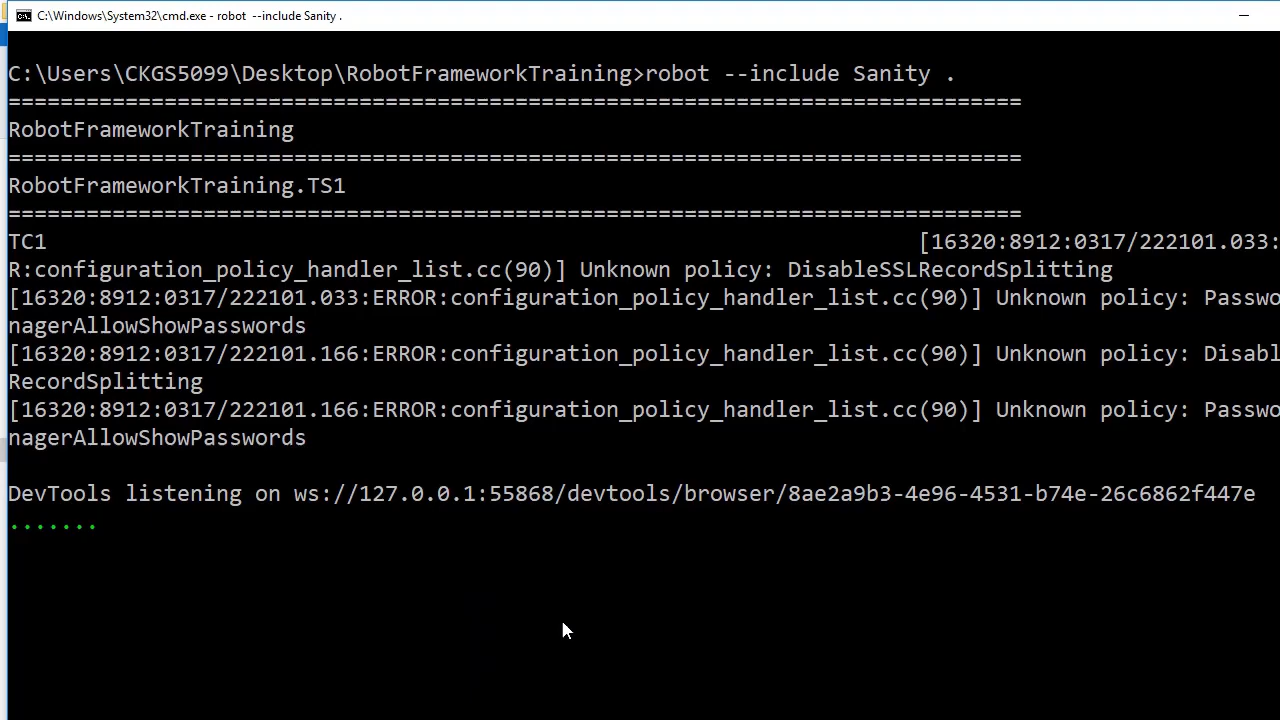 C:\Windows\System32\cmd.exe - robot  --include Sanity .
C:\Users\CKGS5099\Desktop\RobotFrameworkTraining>robot --include Sanity .
==============================================================================
RobotFrameworkTraining
==============================================================================
RobotFrameworkTraining.TS1
==============================================================================
TC1                                                                   [16320:8912:0317/222101.033:
R:configuration_policy_handler_list.cc(90)] Unknown policy: DisableSSLRecordSplitting
[16320:8912:0317/222101.033:ERROR:configuration_policy_handler_list.cc(90)] Unknown policy: Passwo
nagerAllowShowPasswords
[16320:8912:0317/222101.166:ERROR:configuration_policy_handler_list.cc(90)] Unknown policy: Disabl
RecordSplitting
[16320:8912:0317/222101.166:ERROR:configuration_policy_handler_list.cc(90)] Unknown policy: Passwo
nagerAllowShowPasswords
DevTools listening on ws://127.0.0.1:55868/devtools/browser/8ae2a9b3-4e96-4531-b74e-26c6862f447e
.......